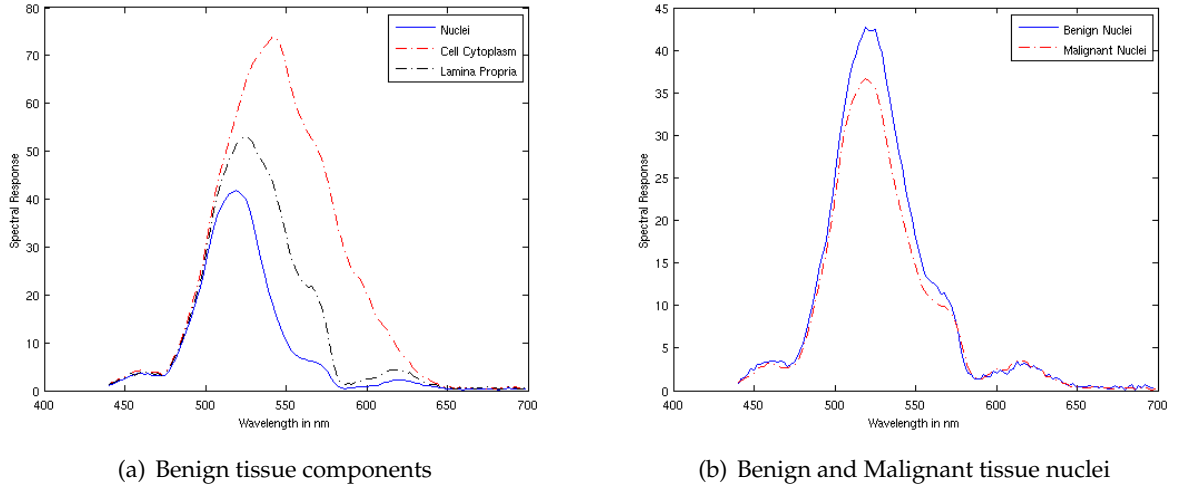 80
70
60
50
40
30
20
10
0
Spectral Response
Nuclei
Cell Cytoplasm
Lamina Propria
400 450 500 550 600 650 700
Wavelength in nm
(a) Benign tissue components
45
40
35
30
25
20
15
10
5
0
Spectral Response
Benign Nuclei
Malignant Nuclei
400 450 500 550 600 650 700
Wavelength in nm
(b) Benign and Malignant tissue nuclei